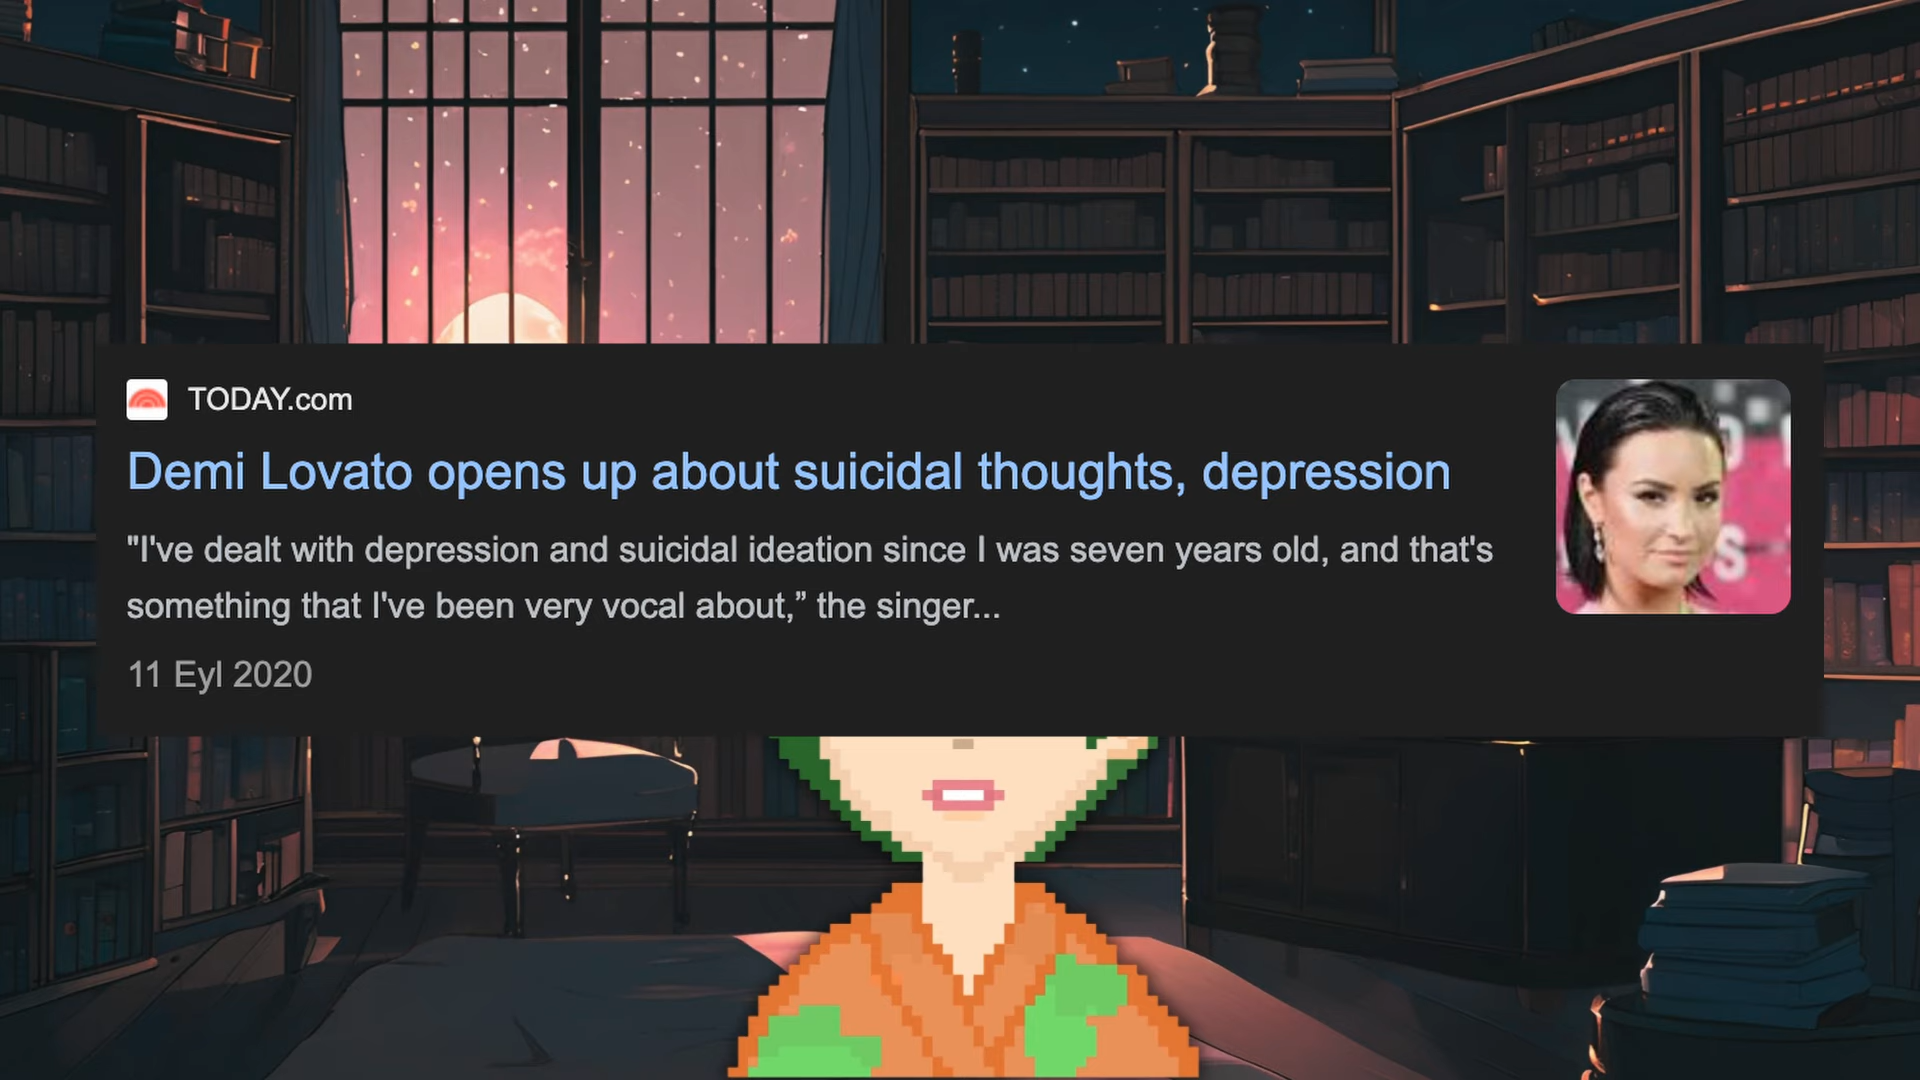 TODAY.com
Demi Lovato opens up about suicidal thoughts, depression
"I've dealt with depression and suicidal ideation since I was seven years old, and that's
something that I've been very vocal about,” the singer...
11 Eyl 2020